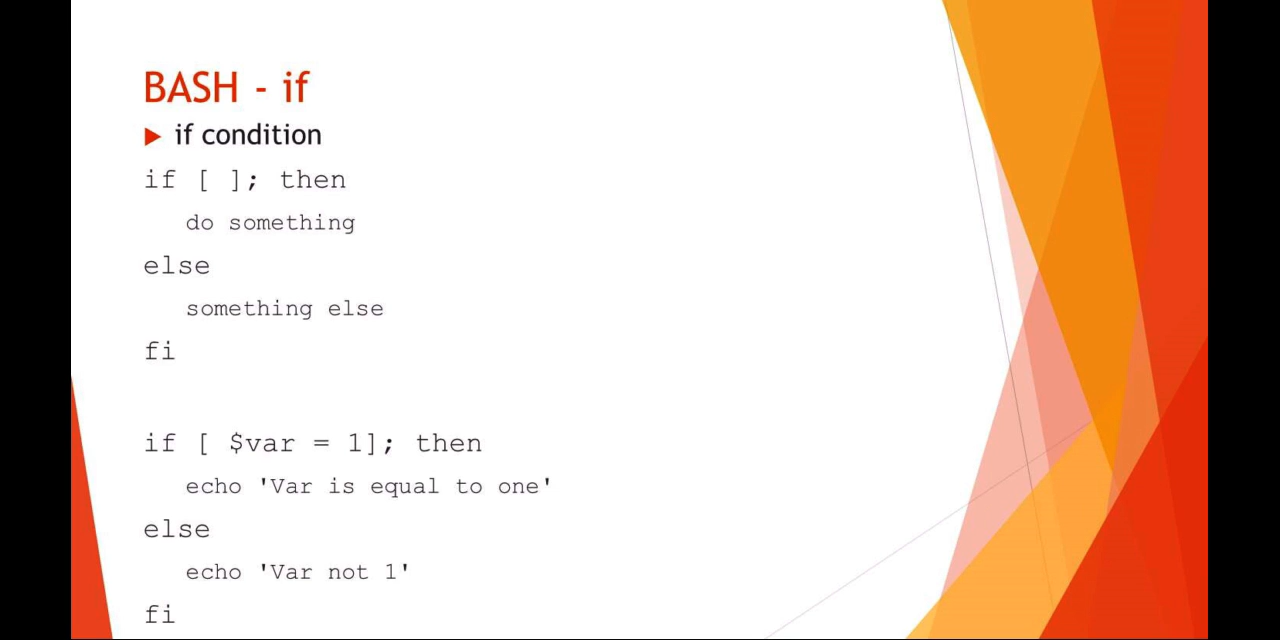 BASH - if
if condition
if [ ]; then
do something
else
something else
fi
if [ $var = 1]; then
echo 'Var is equal to one'
else
echo 'Var not 1'
fi